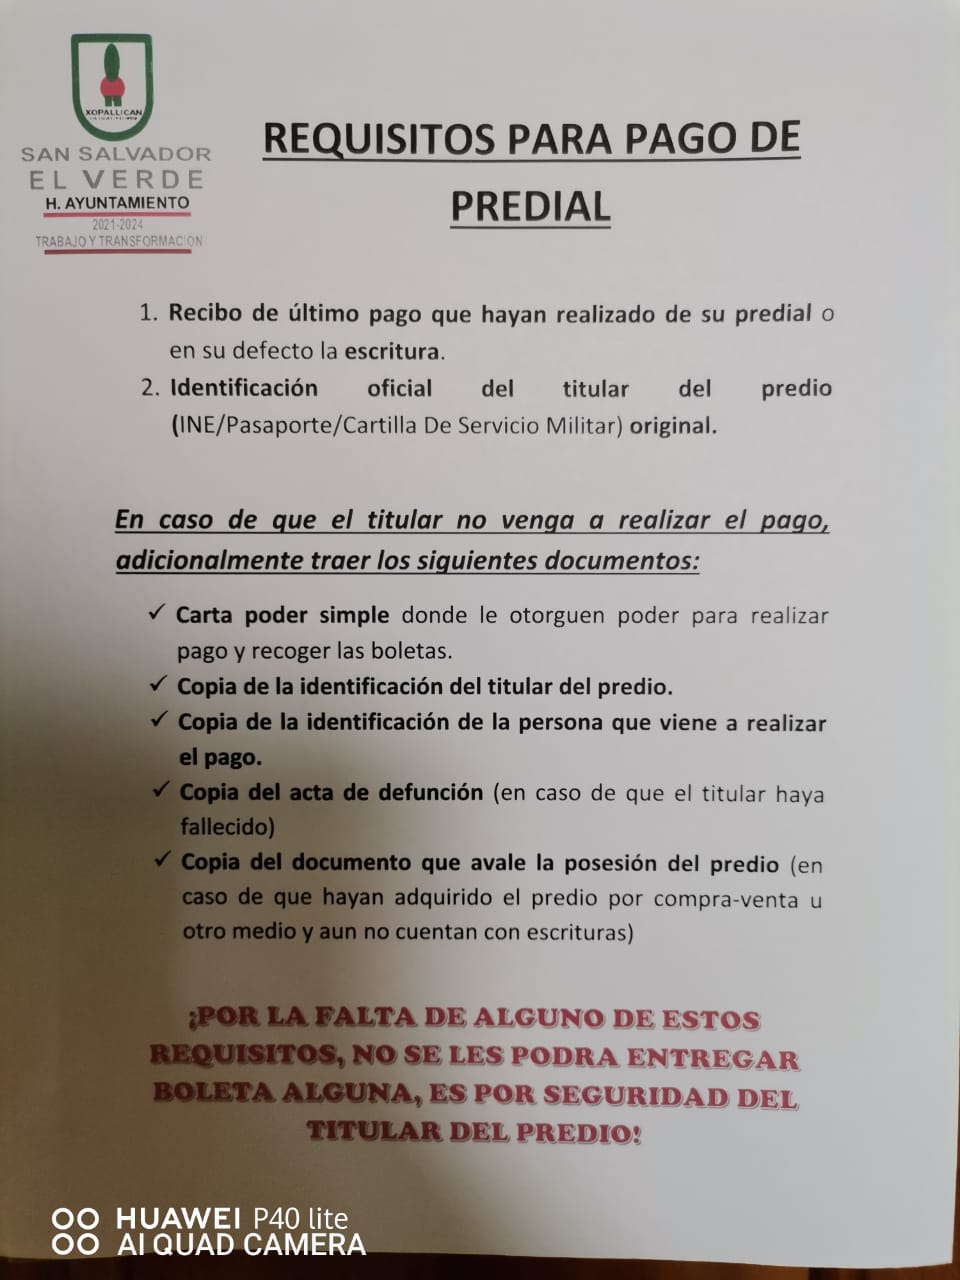 XOPALLICAN
SAN SALVADOR
EL VERDE
H. AYUNTAMIENTO
2021-2024
TRABAJO Y TRANSFORMACION
REQUISITOS PARA PAGO DE
PREDIAL
1. Recibo de último pago que hayan realizado de su predial o
en su defecto la escritura.
2. Identificación oficial del titular del predio
(INE/Pasaporte/Cartilla De Servicio Militar) original.
En caso de que el titular no venga a realizar el pago,
adicionalmente traer los siguientes documentos:
✓ Carta poder simple donde le otorguen poder para realizar
pago y recoger las boletas.
✓ Copia de la identificación del titular del predio.
✓ Copia de la identificación de la persona que viene a realizar
el pago.
✓ Copia del acta de defunción (en caso de que el titular haya
fallecido)
✓ Copia del documento que avale la posesión del predio (en
caso de que hayan adquirido el predio por compra-venta u
otro medio y aun no cuentan con escrituras)
¡POR LA FALTA DE ALGUNO DE ESTOS
REQUISITOS, NO SE LES PODRA ENTREGAR
BOLETA ALGUNA, ES POR SEGURIDAD DEL
TITULAR DEL PREDIO!
HUAWEI P40 lite
AI QUAD CAMERA